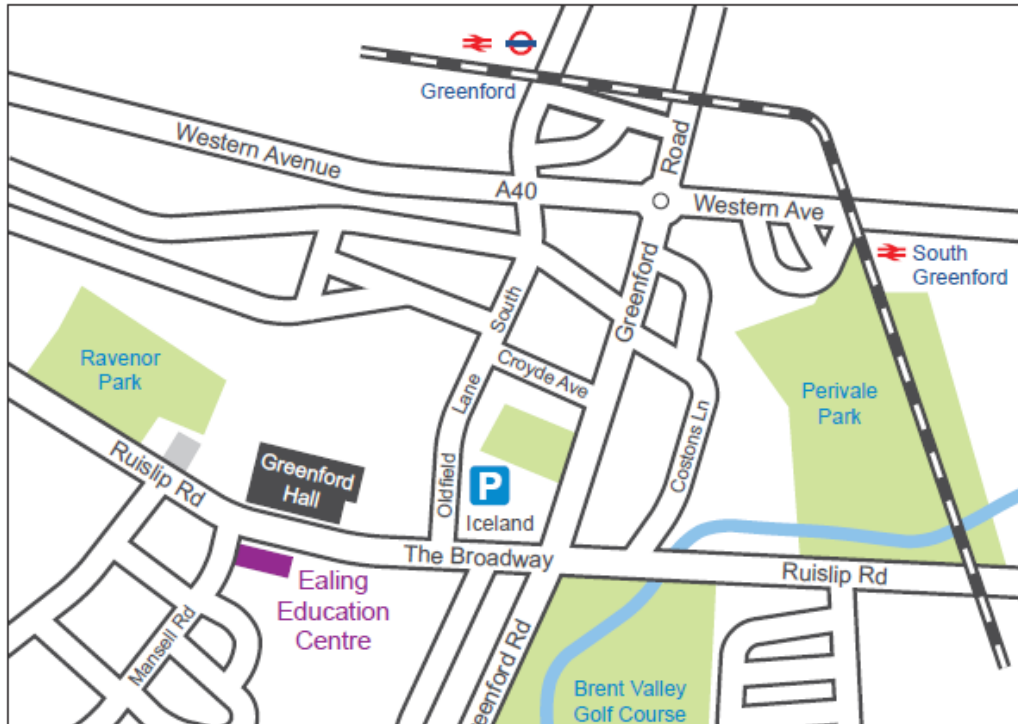 Greenford
Western Avenue
A40
Road
Western Ave
South
Greenford
Greenford
South
Croyde Ave
Lane
Oldfield
Costons Ln
Ravenor
Park
Perivale
Park
Ruislip Rd
Greenford
Hall
P
Iceland
The Broadway
Ruislip Rd
Ealing
Education
Centre
Mansell Rd
Greenford Rd
Brent Valley
Golf Course